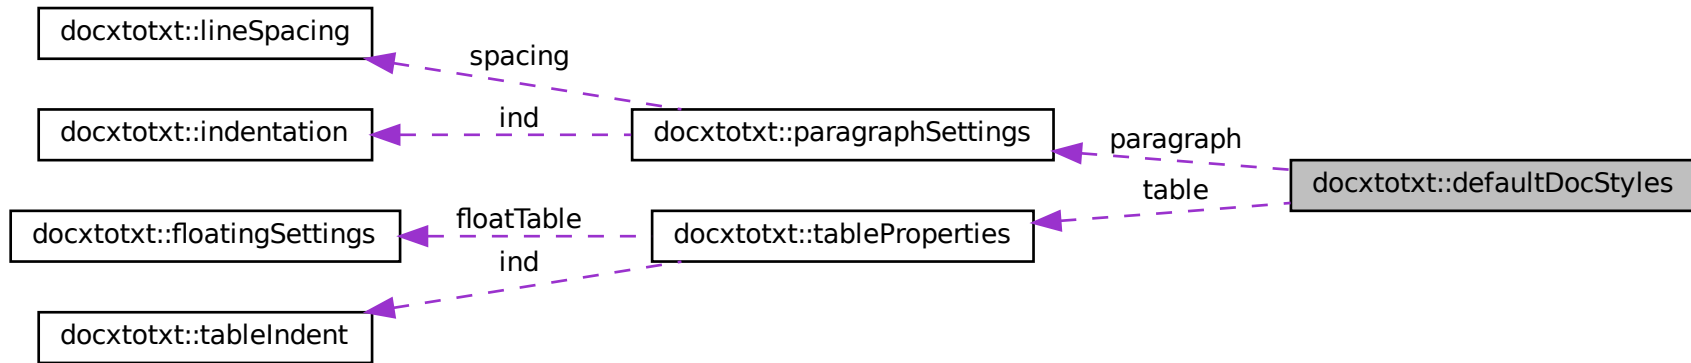 docxtotxt::lineSpacing
spacing
docxtotxt::indentation
ind
docxtotxt::paragraphSettings
paragraph
docxtotxt::defaultDocStyles
table
docxtotxt::floatingSettings
floatTable
docxtotxt::tableProperties
ind
docxtotxt::tableIndent